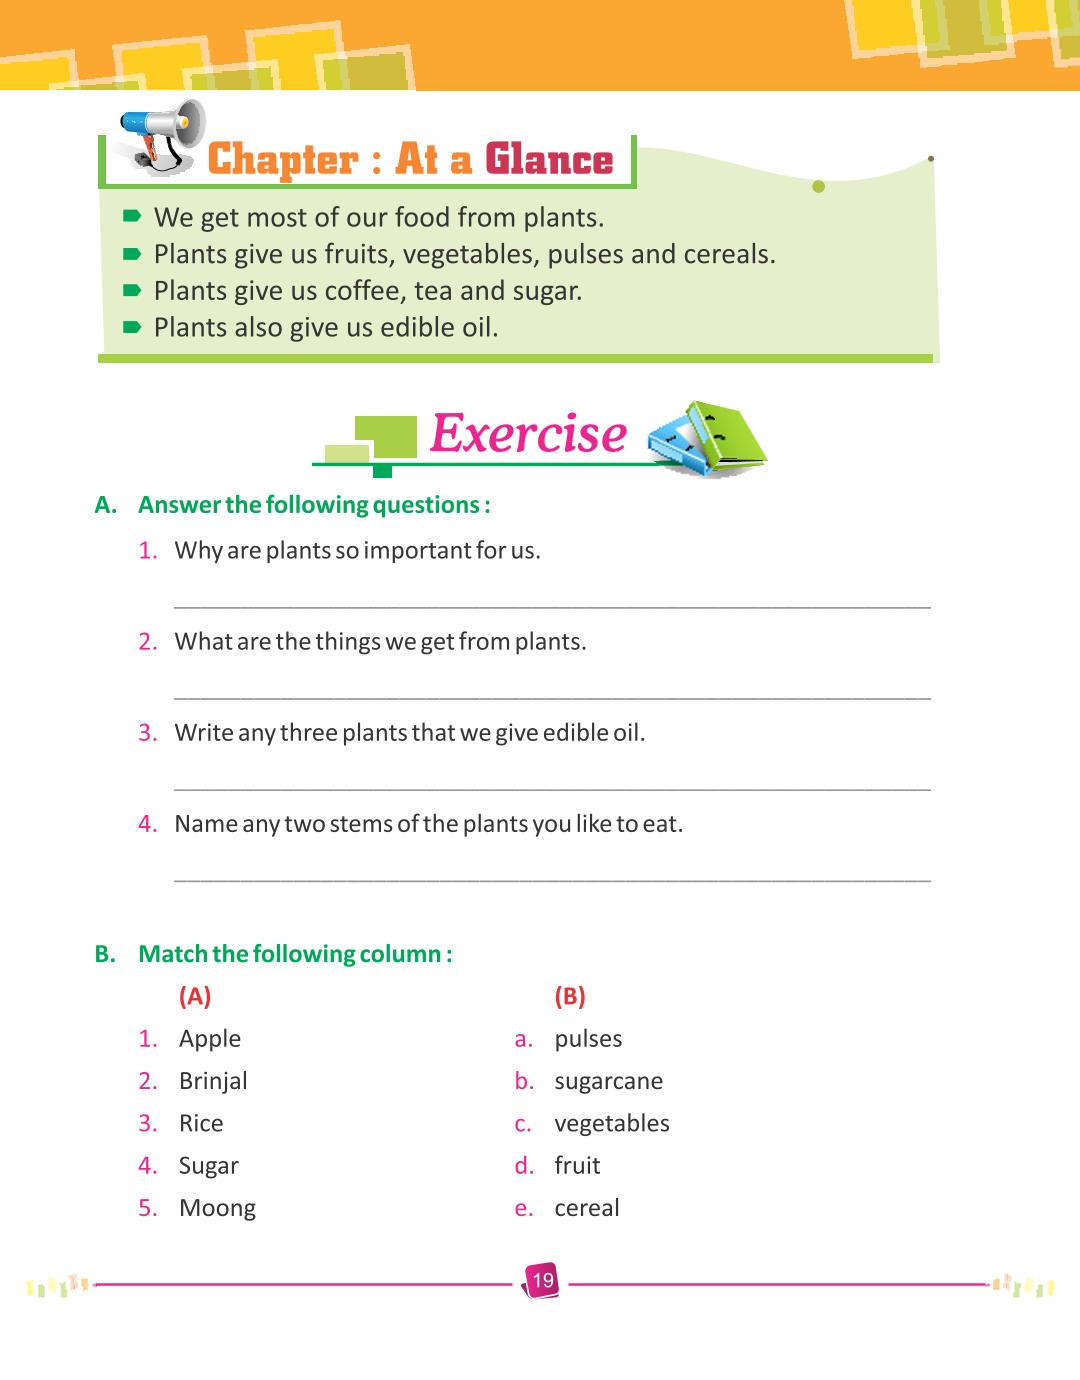 Chapter : At a Glance
We get most of our food from plants.
Plants give us fruits, vegetables, pulses and cereals.
Plants give us coffee, tea and sugar.
Plants also give us edible oil.
Exercise
A. Answer the following questions :
1. Why are plants so important for us.
2. What are the things we get from plants.
3. Write any three plants that we give edible oil.
4. Name any two stems of the plants you like to eat.
B. Match the following column :
(A) (B)
1. Apple a. pulses
2. Brinjal b. sugarcane
3. Rice c. vegetables
4. Sugar d. fruit
5. Moong e. cereal
19